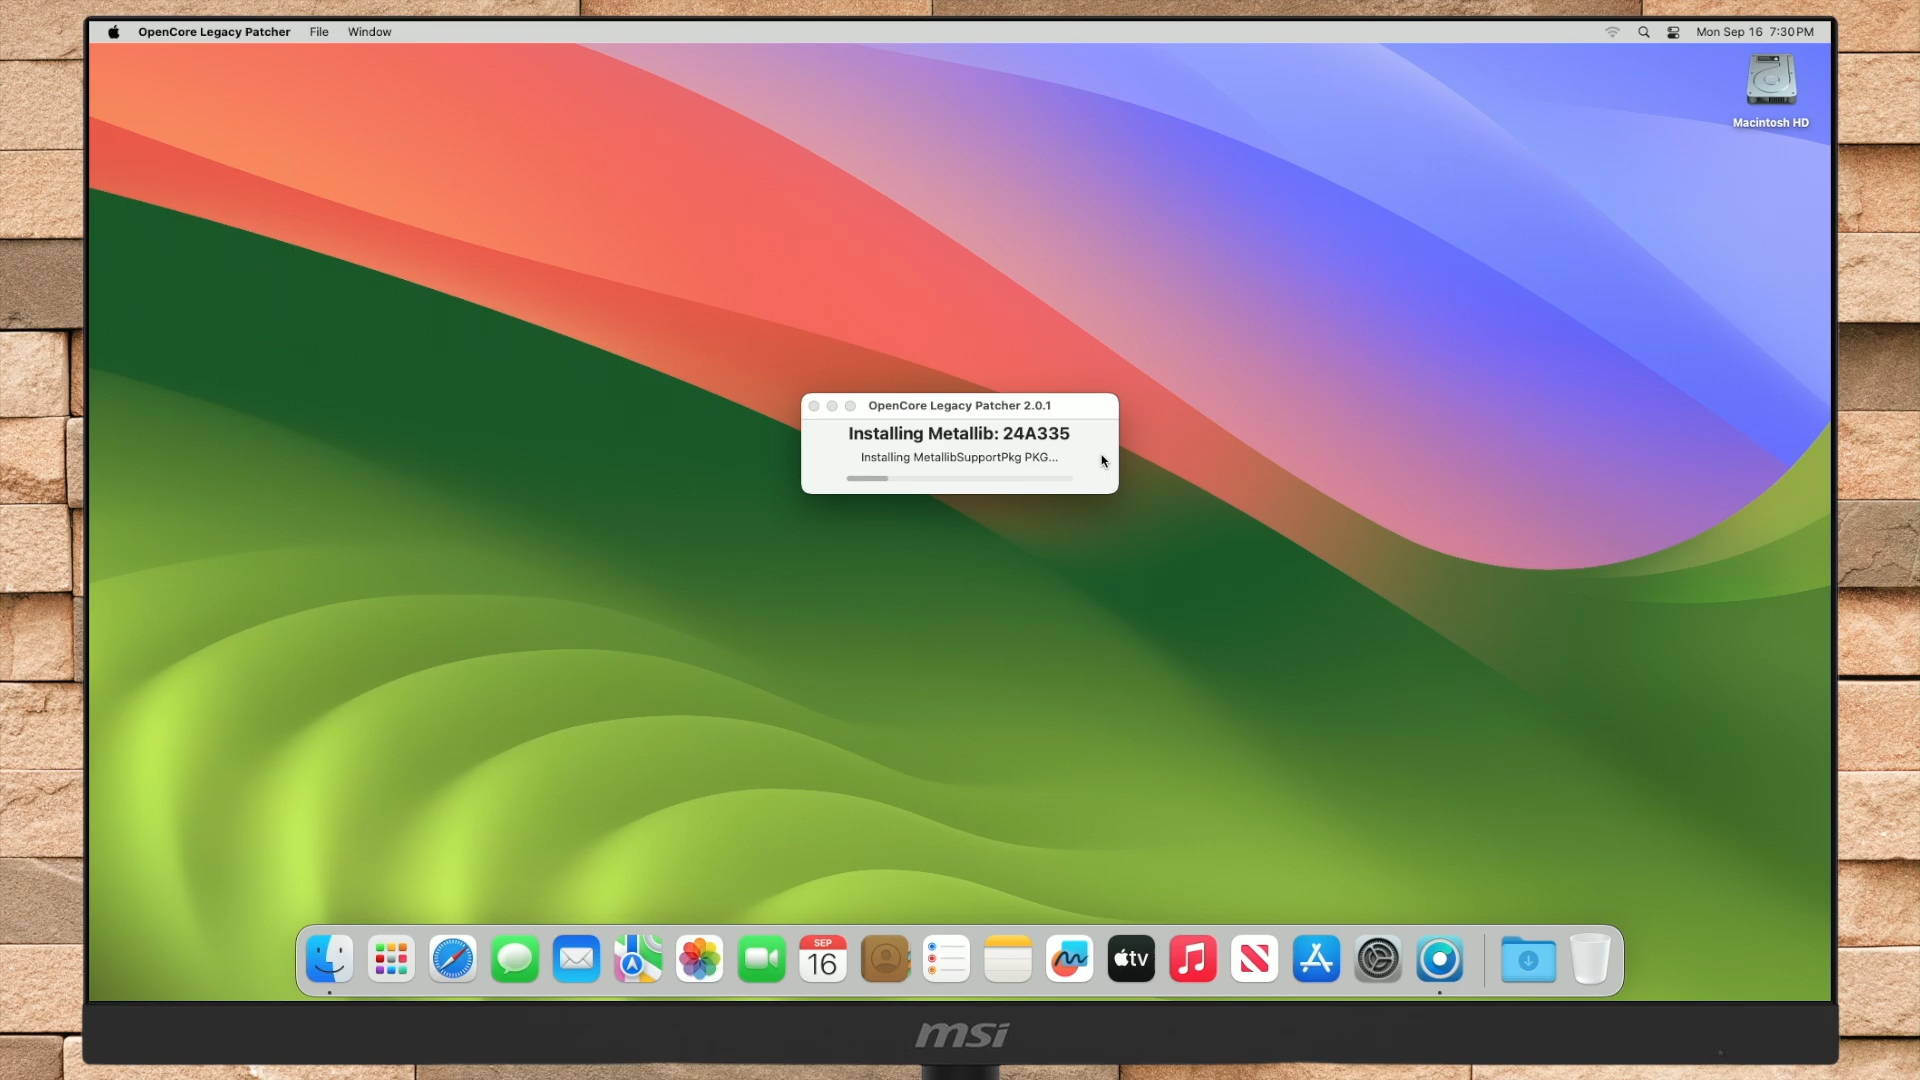 OpenCore Legacy Patcher File Window Mon Sep 16 7:30 PM
Macintosh HD
OpenCore Legacy Patcher 2.0.1
Installing Metallib: 24A335
Installing MetallibSupportPkg PKG...
SEP
16
tv
msi